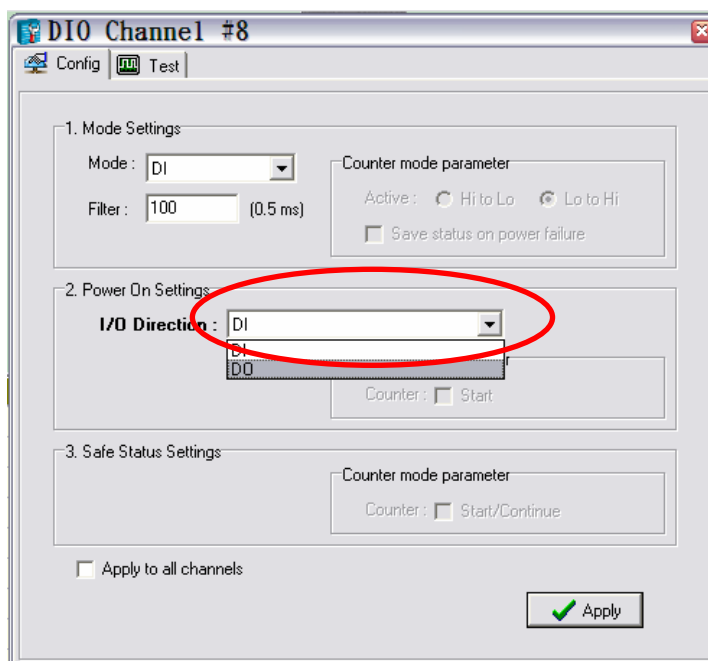 DIO Channel #8
Config Test
1. Mode Settings
Mode : DI
Filter : 100 (0.5 ms)
Counter mode parameter
Active : Hi to Lo Lo to Hi
Save status on power failure
2. Power On Settings
I/O Direction : DI
DI
DO
Counter : Start
3. Safe Status Settings
Counter mode parameter
Counter : Start/Continue
Apply to all channels
Apply